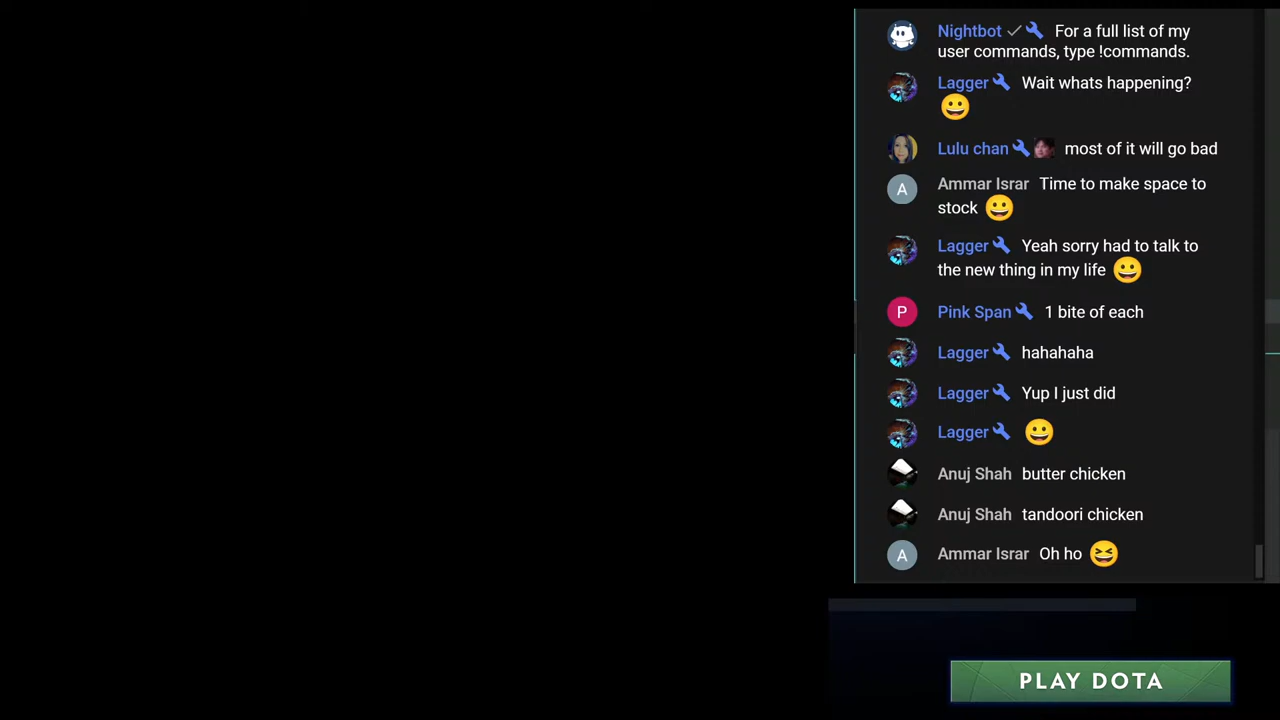 Nightbot For a full list of my
user commands, type !commands.
Lagger Wait whats happening?
😀
Lulu chan most of it will go bad
A Ammar Israr Time to make space to
stock 😀
Lagger Yeah sorry had to talk to
the new thing in my life 😀
P Pink Span 1 bite of each
Lagger hahahaha
Lagger Yup I just did
Lagger 😀
Anuj Shah butter chicken
Anuj Shah tandoori chicken
A Ammar Israr Oh ho 😆
PLAY DOTA